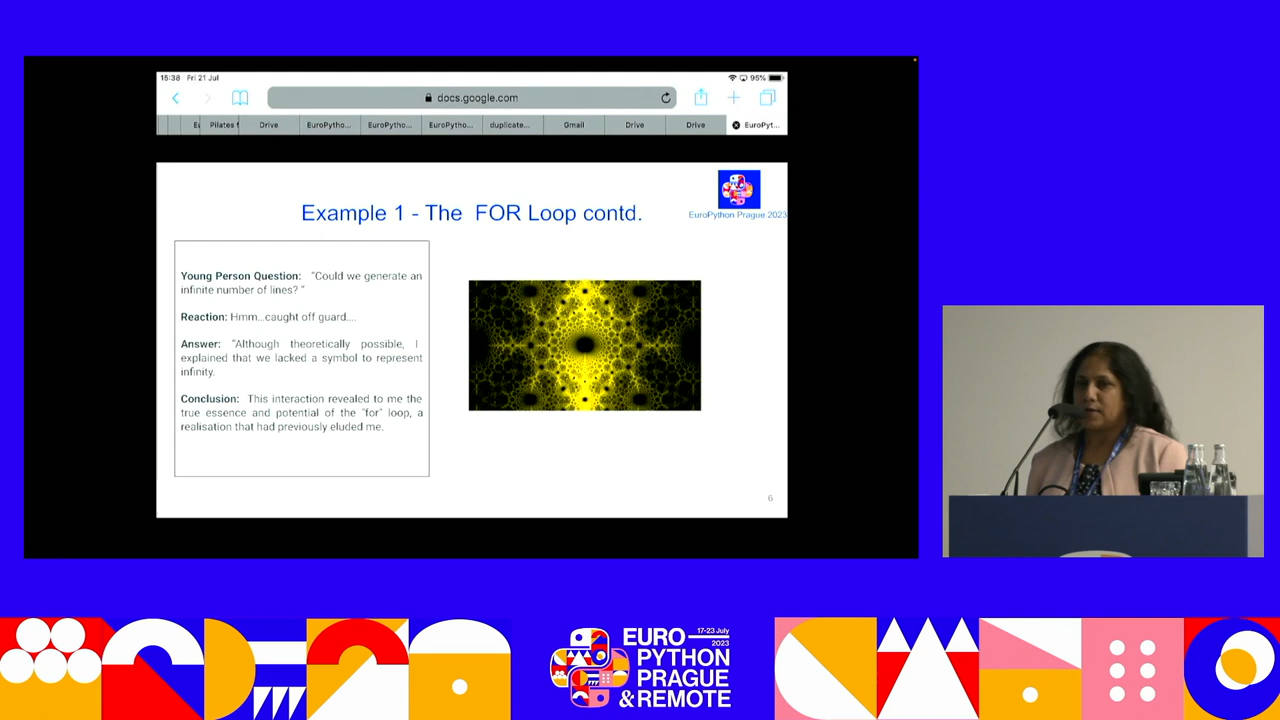 15:38 Fri 21 Jul
95%
docs.google.com
Pilates f
Drive
EuroPytho...
EuroPytho...
EuroPytho...
duplicate...
Gmail
Drive
Drive
EuroPyt...
EuroPython Prague 2023
Example 1 - The FOR Loop contd.
Young Person Question: "Could we generate an
infinite number of lines? "
Reaction: Hmm...caught off guard....
Answer: "Although theoretically possible, I
explained that we lacked a symbol to represent
infinity.
Conclusion: This interaction revealed to me the
true essence and potential of the "for" loop, a
realisation that had previously eluded me.
6
EURO 17-23 July
2023
PYTHON
PRAGUE
& REMOTE